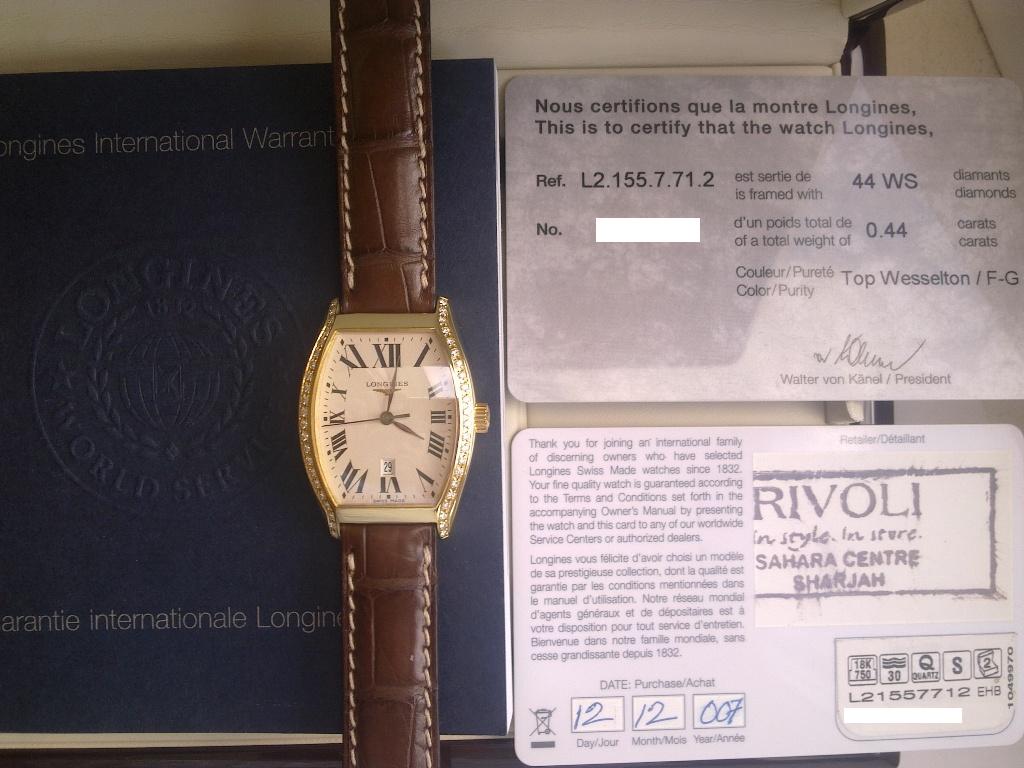 ongines International Warrant
LONGINES
WORLD SERVI
arantie internationale Longine
XII
LONGINES
29
SWISS MADE
Nous certifions que la montre Longines,
This is to certify that the watch Longines,
Ref. L2.155.7.71.2
est sertie de
is framed with
44 WS
diamants
diamonds
No.
d'un poids total de
of a total weight of
0.44
carats
carats
Couleur/Pureté
Color/Purity
Top Wesselton / F-G
Walter von Känel / President
Thank you for joining an international family
of discerning owners who have selected
Longines Swiss Made watches since 1832.
Your fine quality watch is guaranteed according
to the Terms and Conditions set forth in the
accompanying Owner's Manual by presenting
the watch and this card to any of our worldwide
Service Centers or authorized dealers.
Longines vous félicite d'avoir choisi un modèle
de sa prestigieuse collection, dont la qualité est
garantie par les conditions mentionnées dans
le manuel d'utilisation. Notre réseau mondial
d'agents généraux et de dépositaires est à
votre disposition pour tout service d'entretien.
Bienvenue dans notre famille mondiale, sans
cesse grandissante depuis 1832.
DATE: Purchase/Achat
12 12 007
Day/Jour Month/Mois Year/Année
Retailer/Détaillant
RIVOLI
in style. In store.
SAHARA CENTRE
SHARJAH
18K
750
30
Q
QUARTZ
S
2
L21557712 EHB
1049970